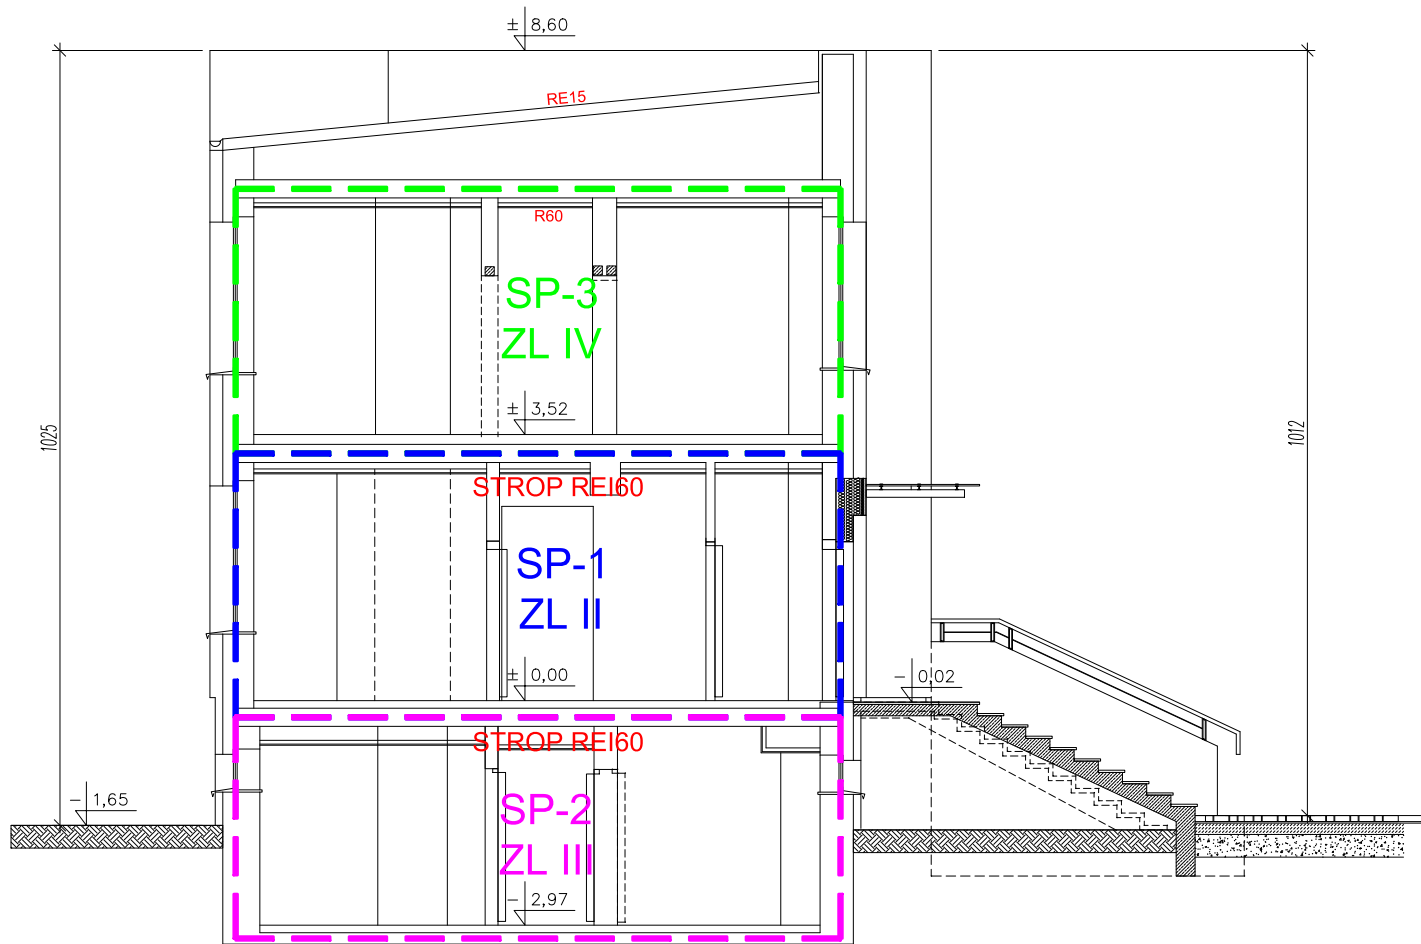 ± 8,60
RE15
R60
SP-3
ZL IV
± 3,52
1025
1012
STROP REI60
SP-1
ZL II
± 0,00
- 0,02
STROP REI60
- 1,65
SP-2
ZL III
- 2,97